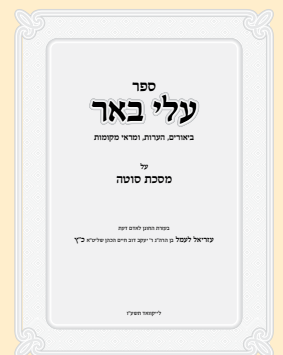 ספר
עלי באר
ביאורים, הערות, ומראי מקומות
על
מסכת סוטה
בעזרת החונן לאדם דעת
עזריאל לעמל בן הרה"ג ר' יעקב דוב חיים הכהן שליט"א כ"ץ
לייקוואד תשע"ז